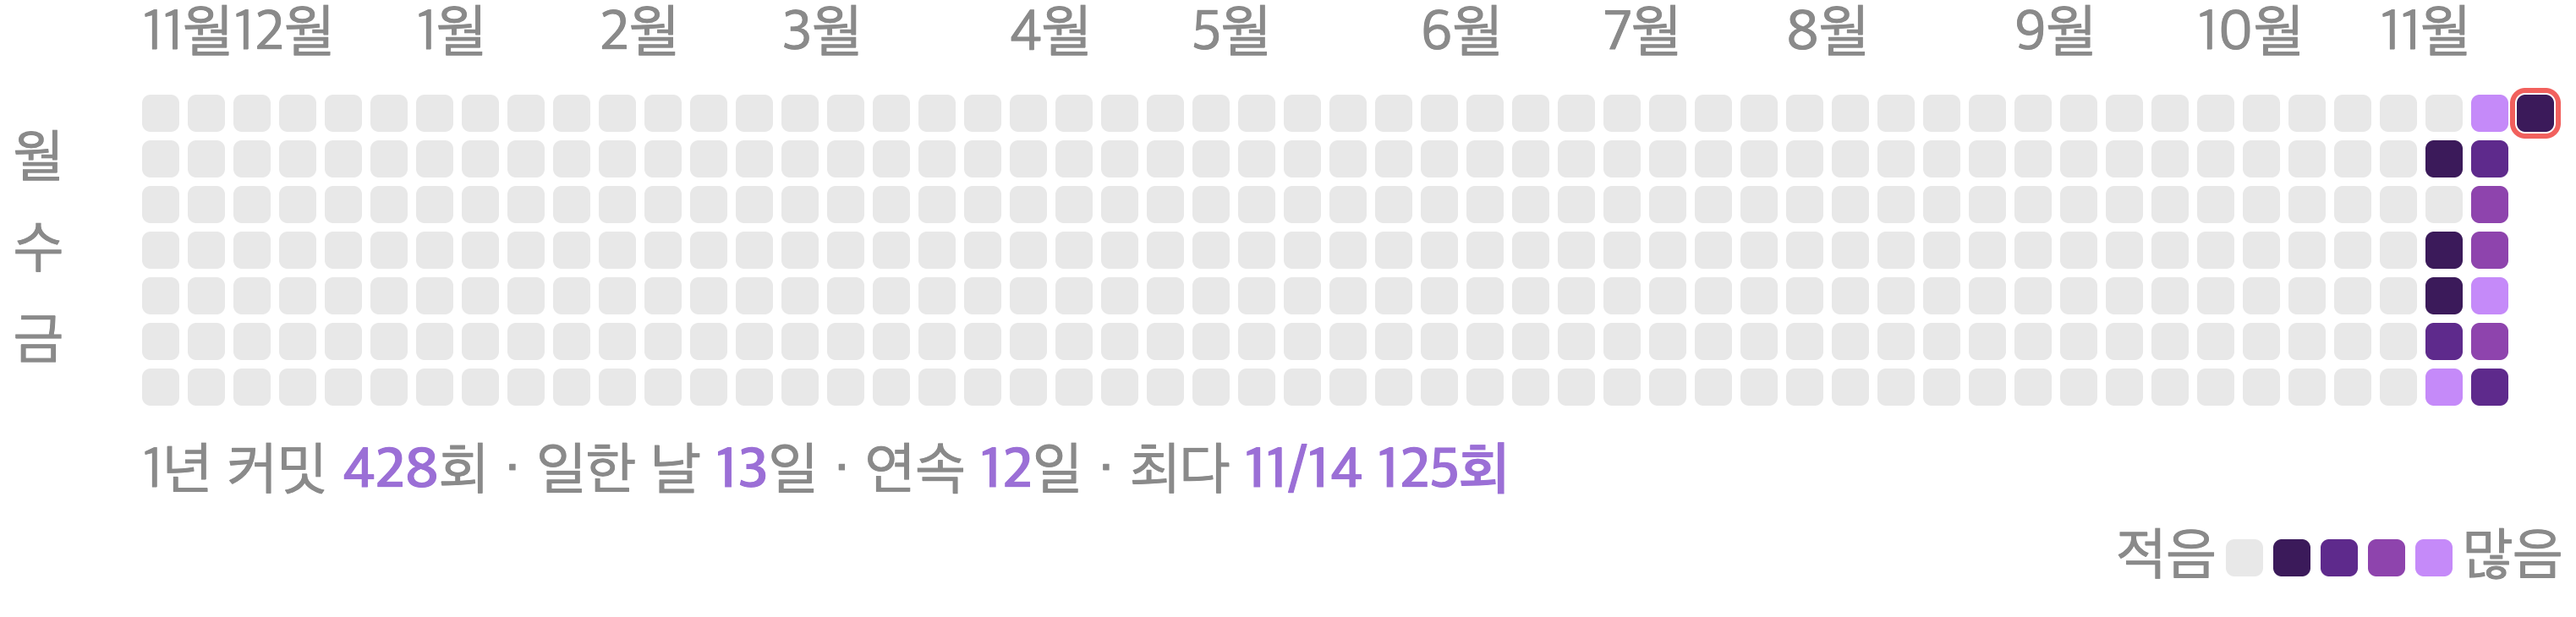 11월12월 1월 2월 3월 4월 5월 6월 7월 8월 9월 10월 11월
월
수
금
1년 커밋 428회 · 일한 날 13일 · 연속 12일 · 최다 11/14 125회
적음 많음